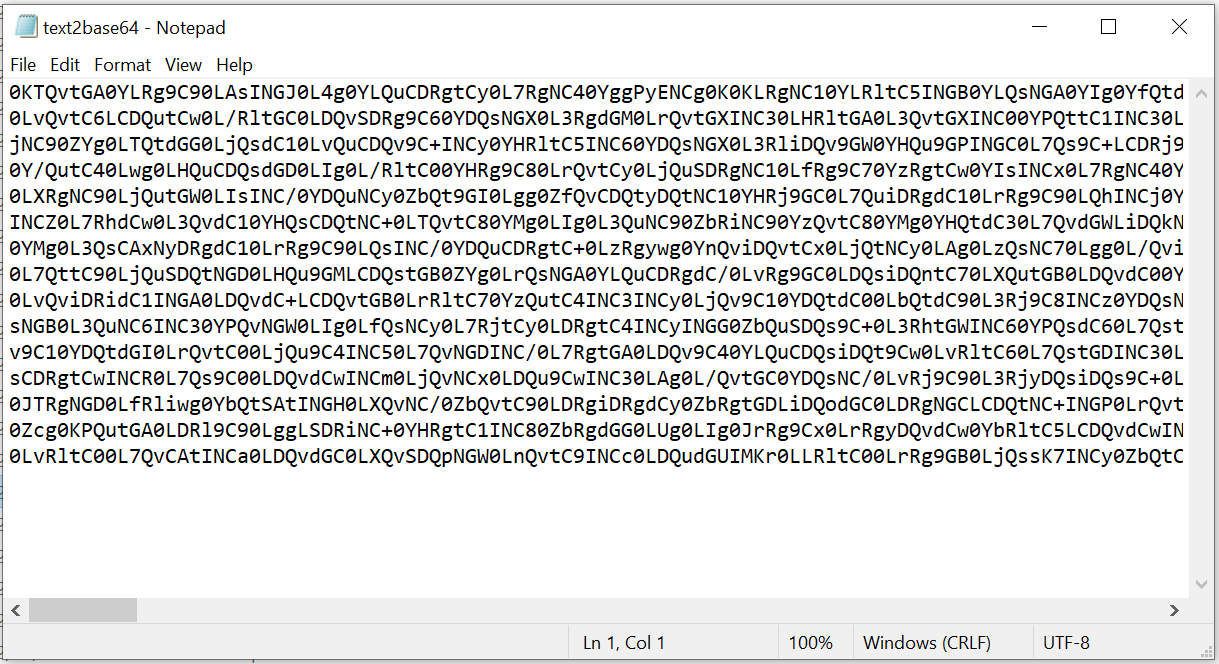 text2base64 - Notepad
File Edit Format View Help
0KTQvtGA0YLRg9C90LAsINGJ0L4g0YLQuCDRgtCy0L7RgNC40YggPyENCg0K0KLRgNC10YLRltC5INGB0YLQsNGA0YIg0YfQtd
0LvQvtC6LCDQutCw0L/RltGC0LDQvSDRg9C60YDQsNGX0L3RgdGM0LrQvtGXINC30LHRltGA0L3QvtGXINC00YPQttC1INC30L
jNC90ZYg0LTQtdGG0LjQsdC10LvQuCDQv9C+INCy0YHRltC5INC60YDQsNGX0L3RliDQv9GW0YHQu9GPINGC0L7Qs9C+LCDRj9
0Y/QutC40Lwg0LHQuCDQsdGD0LIg0L/RltC00YHRg9C80LrQvtCy0LjQuSDRgNC10LfRg9C70YzRgtCw0YIsINCx0L7RgNC40Y
0LXRgNC90LjQutGW0LIsINC/0YDQuNCy0ZbQt9GI0Lgg0ZfQvCDQtyDQtNC10YHRj9GC0L7QuiDRgdC10LrRg9C90LQhINCj0Y
INCZ0L7RhdCw0L3QvdC10YHQsCDQtNC+0LTQvtC80YMg0LIg0L3QuNC90ZbRiNC90YzQvtC80YMg0YHQtdC30L7QvdGWLiDQkN
0YMg0L3QsCAxNyDRgdC10LrRg9C90LQsINC/0YDQuCDRgtC+0LzRgywg0YnQviDQvtCx0LjQtNCy0LAg0LzQsNC70Lgg0L/Qvi
0L7QttC90LjQuSDQtNGD0LHQu9GMLCDQstGB0ZYg0LrQsNGA0YLQuCDRgdC/0LvRg9GC0LDQsiDQntC70LXQutGB0LDQvdC00Y
0LvQviDRidC1INGA0LDQvdC+LCDQvtGB0LrRltC70YzQutC4INC3INCy0LjQv9C10YDQtdC00LbQtdC90L3Rj9C8INCz0YDQsN
sNGB0L3QuNC6INC30YPQvNGW0LIg0LfQsNCy0L7RjtCy0LDRgtC4INCyINGG0ZbQuSDQs9C+0L3RhtGWINC60YPQsdC60L7Qst
v9C10YDQtdGI0LrQvtC00LjQu9C4INC50L7QvNGDINC/0L7RgtGA0LDQv9C40YLQuCDQsiDQt9Cw0LvRltC60L7QstGDINC30L
sCDRgtCwINCR0L7Qs9C00LDQvdCwINCm0LjQvNCx0LDQu9CwINC30LAg0L/QvtGC0YDQsNC/0LvRj9C90L3RjyDQsiDQs9C+0L
0JTRgNGD0LfRliwg0YbQtSAtINGH0LXQvNC/0ZbQvtC90LDRgiDRgdCy0ZbRgtGDLiDQodGC0LDRgNGCLCDQtNC+INGP0LrQvt
0Zcg0KPQutGA0LDRl9C90LggLSDRiNC+0YHRgtC1INC80ZbRgdGG0LUg0LIg0JrRg9Cx0LrRgyDQvdCw0YbRltC5LCDQvdCwIN
0LvRltC00L7QvCAtINCa0LDQvdGC0LXQvSDQpNGW0LnQvtC9INCc0LDQudGUIMKr0LLRltC00LrRg9GB0LjQssK7INCy0ZbQtC
Ln 1, Col 1 100% Windows (CRLF) UTF-8